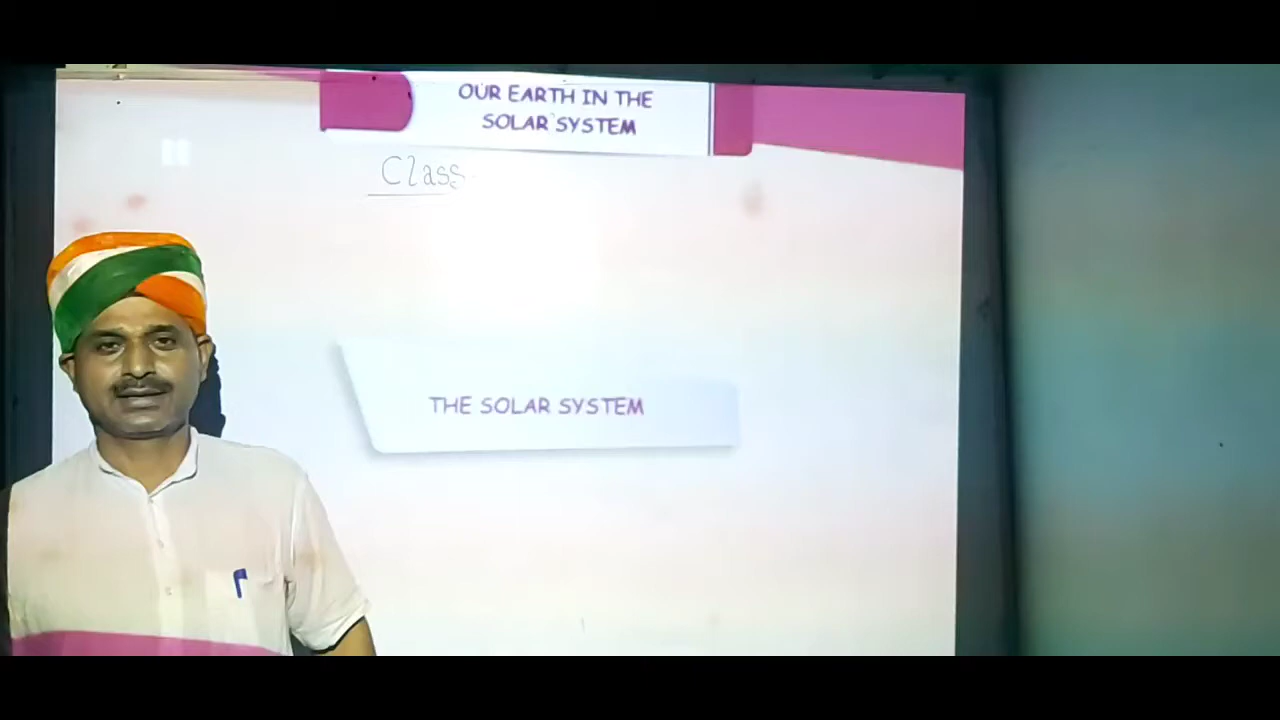 OUR EARTH IN THE
SOLAR SYSTEM
Class
THE SOLAR SYSTEM